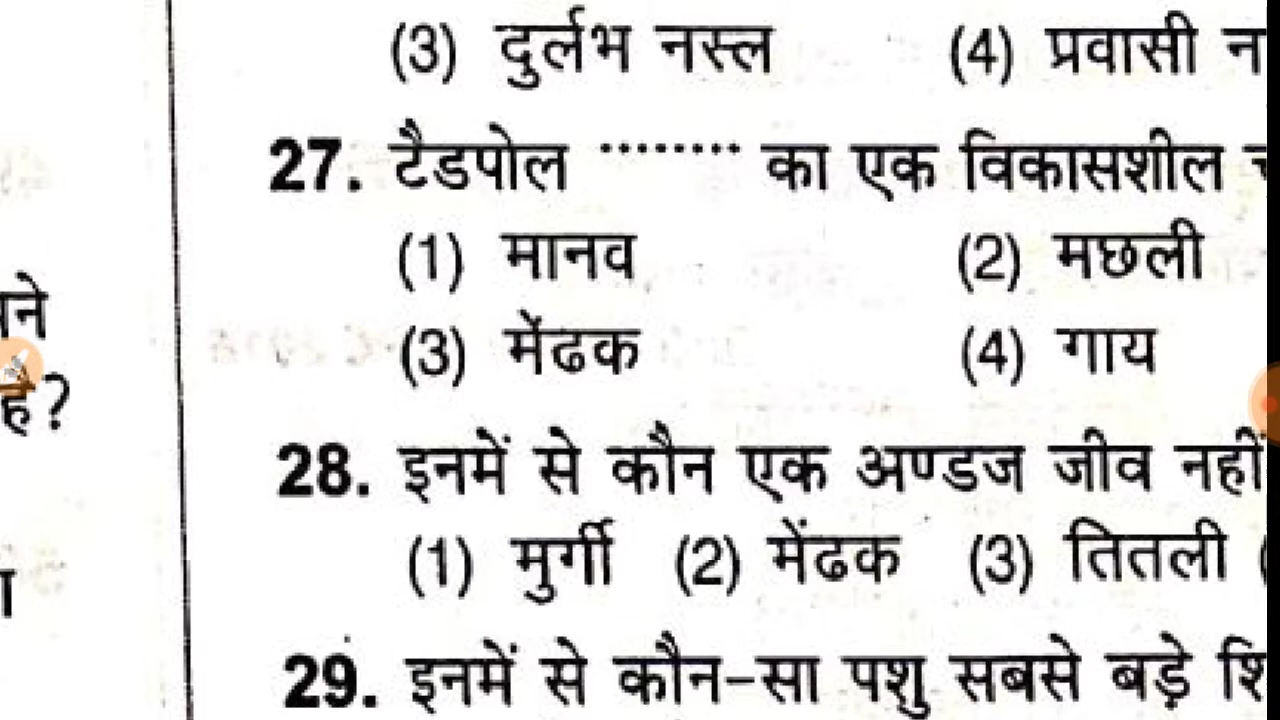 (3) दुर्लभ नस्ल (4) प्रवासी
27. टैडपोल ········ का एक विकासशील
(1) मानव (2) मछली
(3) मेंढक (4) गाय
ने
है?
28. इनमें से कौन एक अण्डज जीव नहीं
(1) मुर्गी (2) मेंढक (3) तितली (
29. इनमें से कौन-सा पशु सबसे बड़े